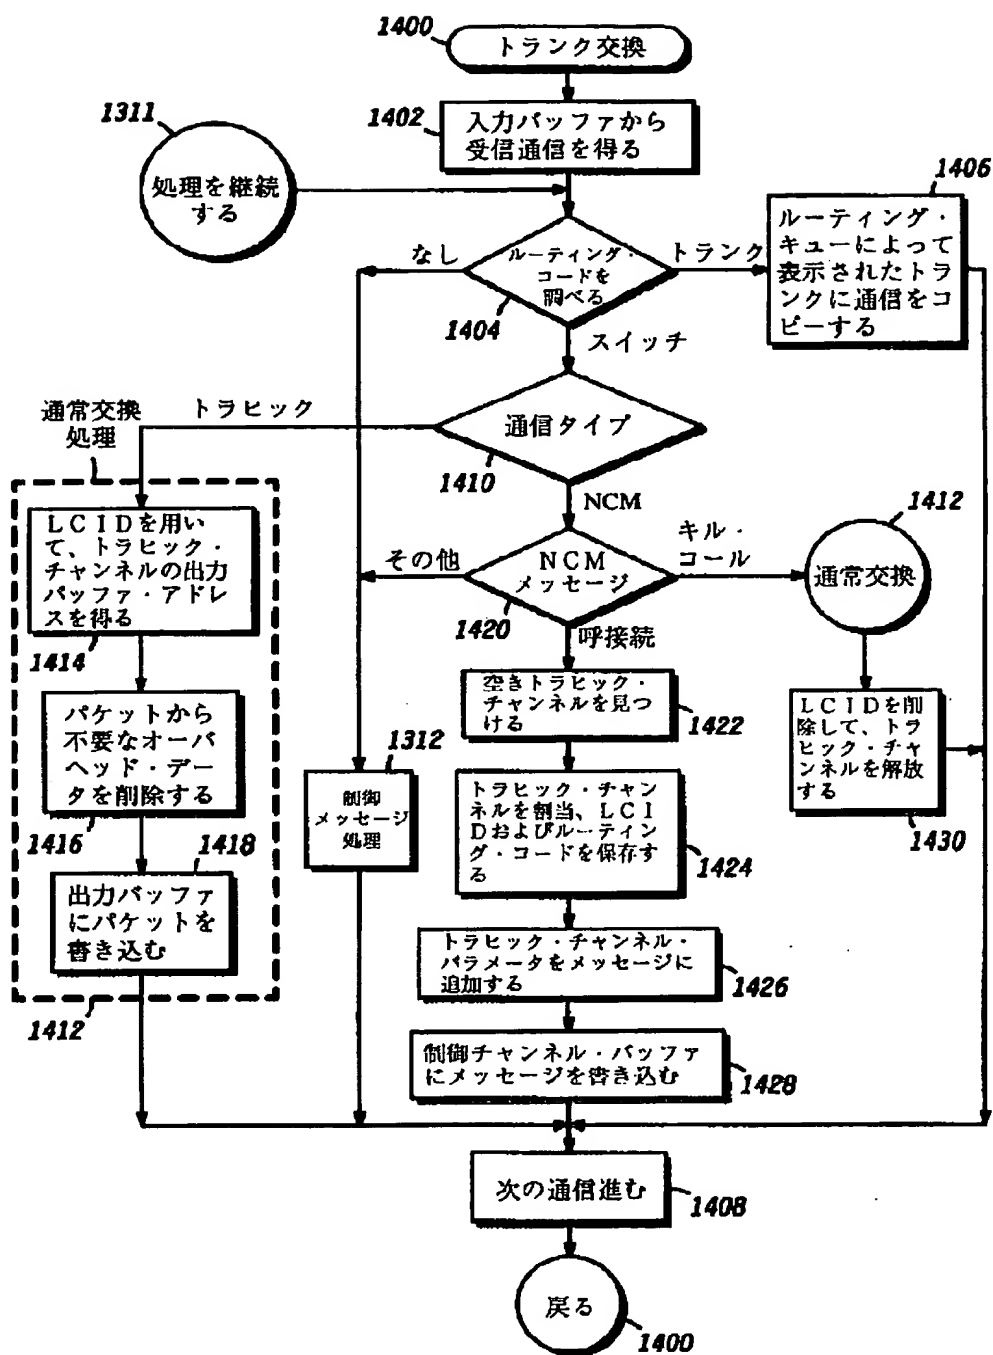 1400
トランク交換
1311
処理を継続
する
1402
入力バッファから
受信通信を得る
1406
ルーティング・
キューによって
表示されたトラ
ンクに通信をコ
ピーする
なし
ルーティング・
コードを
調べる
トランク
1404
スイッチ
通常交換
処理
トラヒック
通信タイプ
1410
NCM
1412
通常交換
LCIDを用い
て、トラヒック・
チャンネルの出力
バッファ・アドレ
スを得る
1414
その他
NCM
メッセージ
キル・
コール
1420
呼接続
パケットから
不要なオーバ
ヘッド・デー
タを削除する
1416
1312
制御
メッセージ
処理
空きトラヒック・
チャンネルを見つ
ける
1422
LCIDを削
除して、トラ
ヒック・チャ
ンネルを解放
する
1430
トラヒック・チャン
ネルを割当、LCI
Dおよびルーティン
グ・コードを保存す
る
1424
1418
出力バッファ
にパケットを
書き込む
1412
トラヒック・チャンネル・
パラメータをメッセージに
追加する
1426
制御チャンネル・バッファ
にメッセージを書き込む
1428
次の通信進む
1408
戻る
1400